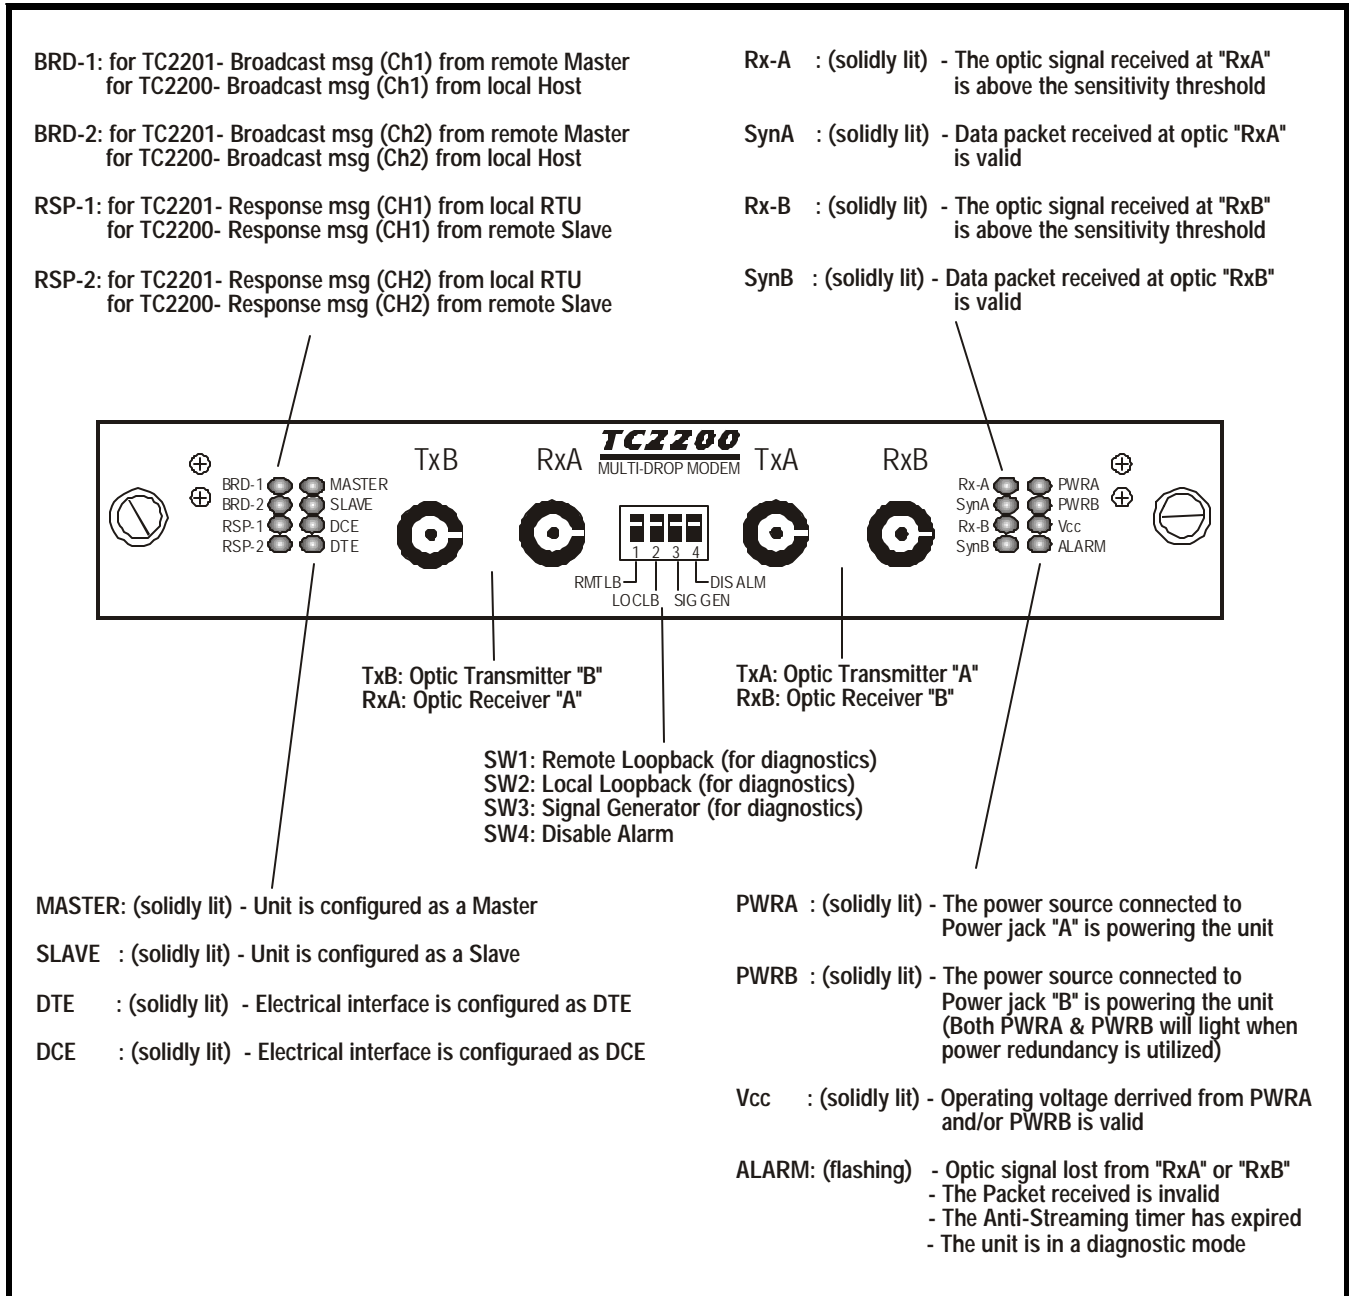 BRD-1: for TC2201- Broadcast msg (Ch1) from remote Master
for TC2200- Broadcast msg (Ch1) from local Host
BRD-2: for TC2201- Broadcast msg (Ch2) from remote Master
for TC2200- Broadcast msg (Ch2) from local Host
RSP-1: for TC2201- Response msg (CH1) from local RTU
for TC2200- Response msg (CH1) from remote Slave
RSP-2: for TC2201- Response msg (CH2) from local RTU
for TC2200- Response msg (CH2) from remote Slave
Rx-A : (solidly lit) - The optic signal received at "RxA"
is above the sensitivity threshold
SynA : (solidly lit) - Data packet received at optic "RxA"
is valid
Rx-B : (solidly lit) - The optic signal received at "RxB"
is above the sensitivity threshold
SynB : (solidly lit) - Data packet received at optic "RxB"
is valid
TC2200
MULTI-DROP MODEM
TxB
RxA
TxA
RxB
BRD-1
BRD-2
RSP-1
RSP-2
MASTER
SLAVE
DCE
DTE
1 2 3 4
RMTLB
LOCLB
SIG GEN
DIS ALM
Rx-A
SynA
Rx-B
SynB
PWRA
PWRB
Vcc
ALARM
TxB: Optic Transmitter "B"
RxA: Optic Receiver "A"
TxA: Optic Transmitter "A"
RxB: Optic Receiver "B"
SW1: Remote Loopback (for diagnostics)
SW2: Local Loopback (for diagnostics)
SW3: Signal Generator (for diagnostics)
SW4: Disable Alarm
MASTER: (solidly lit) - Unit is configured as a Master
SLAVE : (solidly lit) - Unit is configured as a Slave
DTE : (solidly lit) - Electrical interface is configured as DTE
DCE : (solidly lit) - Electrical interface is configuraed as DCE
PWRA : (solidly lit) - The power source connected to
Power jack "A" is powering the unit
PWRB : (solidly lit) - The power source connected to
Power jack "B" is powering the unit
(Both PWRA & PWRB will light when
power redundancy is utilized)
Vcc : (solidly lit) - Operating voltage derrived from PWRA
and/or PWRB is valid
ALARM: (flashing) - Optic signal lost from "RxA" or "RxB"
- The Packet received is invalid
- The Anti-Streaming timer has expired
- The unit is in a diagnostic mode